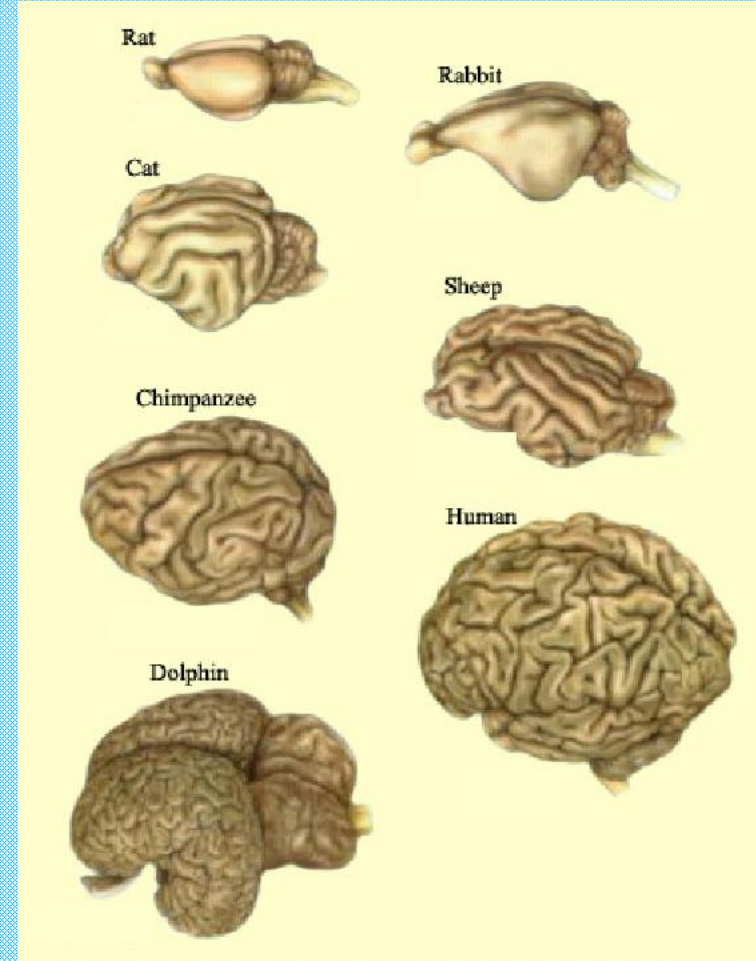 Rat
Rabbit
Cat
Sheep
Chimpanzee
Human
Dolphin